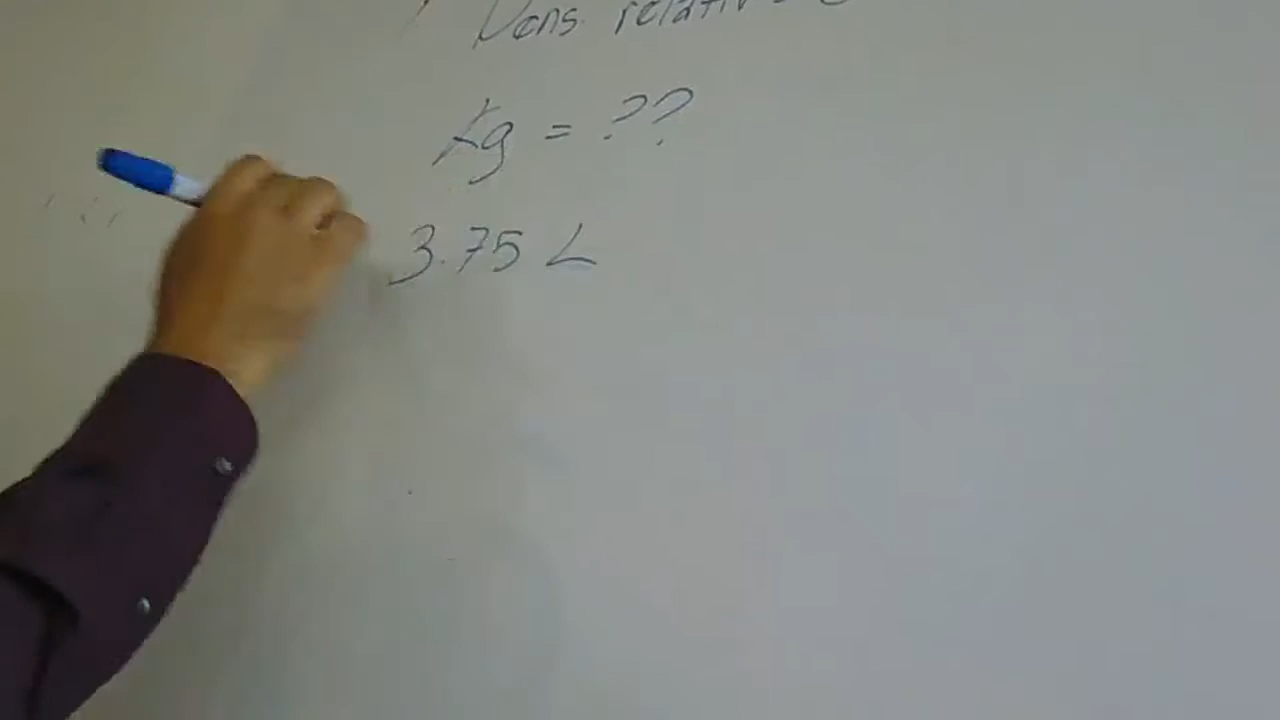 Dens. relativ
Kg = ??
3.75 L